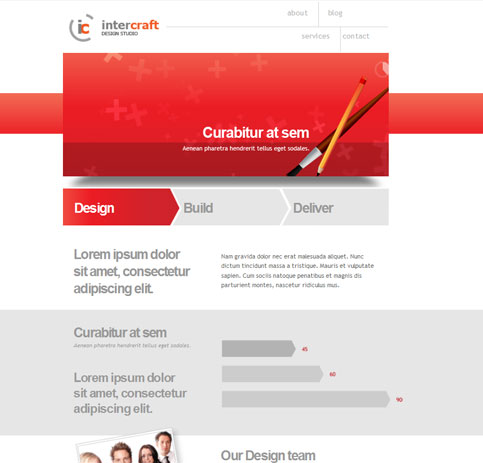 about
blog
ic
intercraft
DESIGN STUDIO
services
contact
Curabitur at sem
Aenean pharetra hendrerit tellus eget sodales.
Design
Build
Deliver
Lorem ipsum dolor
sit amet, consectetur
adipiscing elit.
Nam gravida dolor nec erat malesuada aliquet. Nunc
dictum tincidunt massa a tristique. Mauris et vulputate
sapien. Cum sociis natoque penatibus et magnis dis
parturient montes, nascetur ridiculus mus.
Curabitur at sem
Aenean pharetra hendrerit tellus eget sodales.
Lorem ipsum dolor
sit amet, consectetur
adipiscing elit.
45
60
90
Our Design team